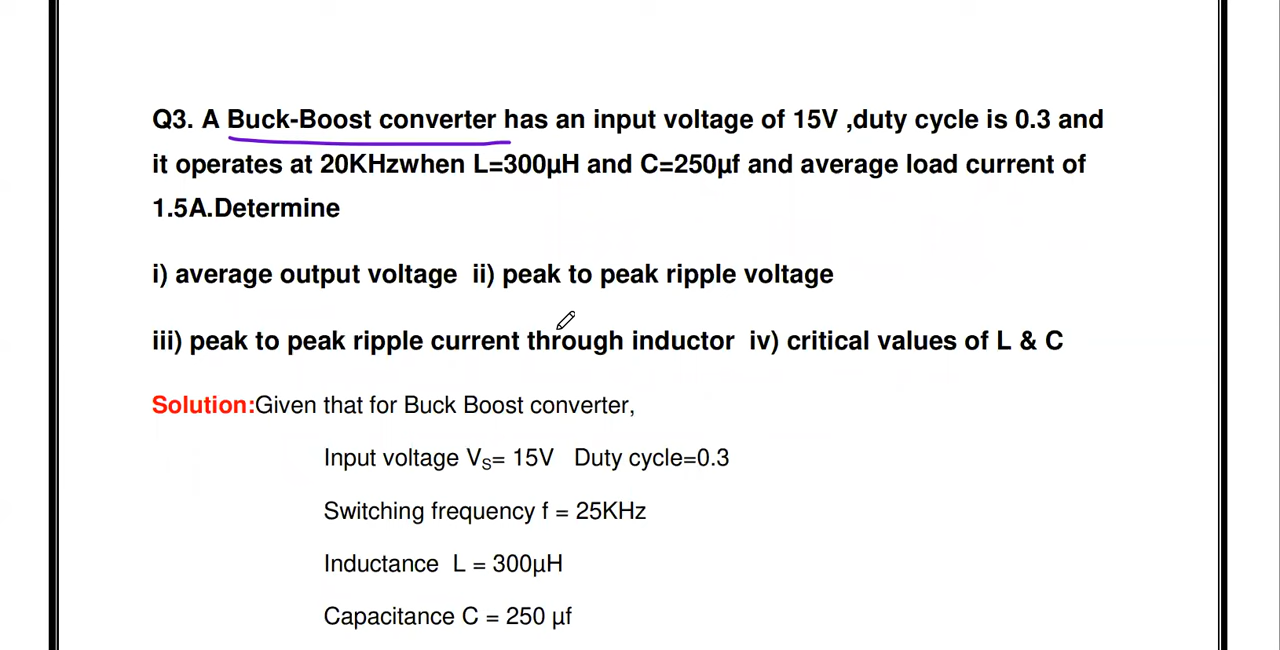 Q3. A Buck-Boost converter has an input voltage of 15V ,duty cycle is 0.3 and
it operates at 20KHzwhen L=300µH and C=250µf and average load current of
1.5A.Determine
i) average output voltage ii) peak to peak ripple voltage
iii) peak to peak ripple current through inductor iv) critical values of L & C
Solution:Given that for Buck Boost converter,
Input voltage VS= 15V Duty cycle=0.3
Switching frequency f = 25KHz
Inductance L = 300µH
Capacitance C = 250 µf